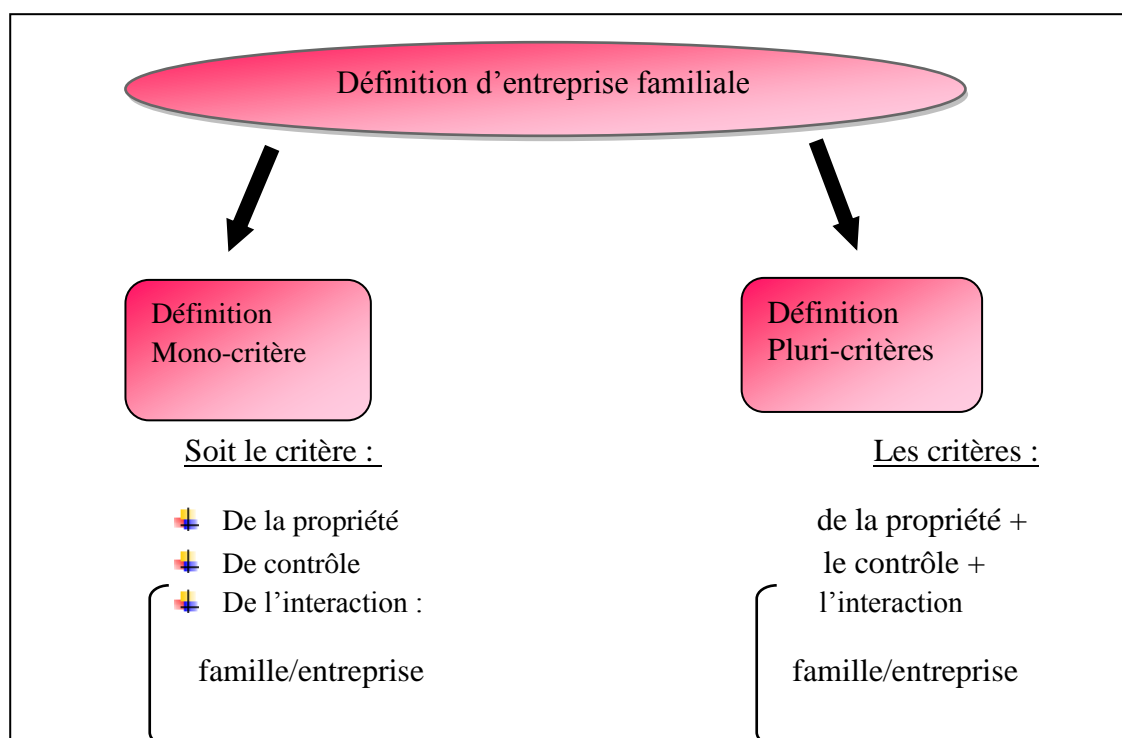 Définition d’entreprise familiale
Définition
Mono-critère
Soit le critère :
De la propriété
De contrôle
De l’interaction :
famille/entreprise
Définition
Pluri-critères
Les critères :
de la propriété +
le contrôle +
l’interaction
famille/entreprise